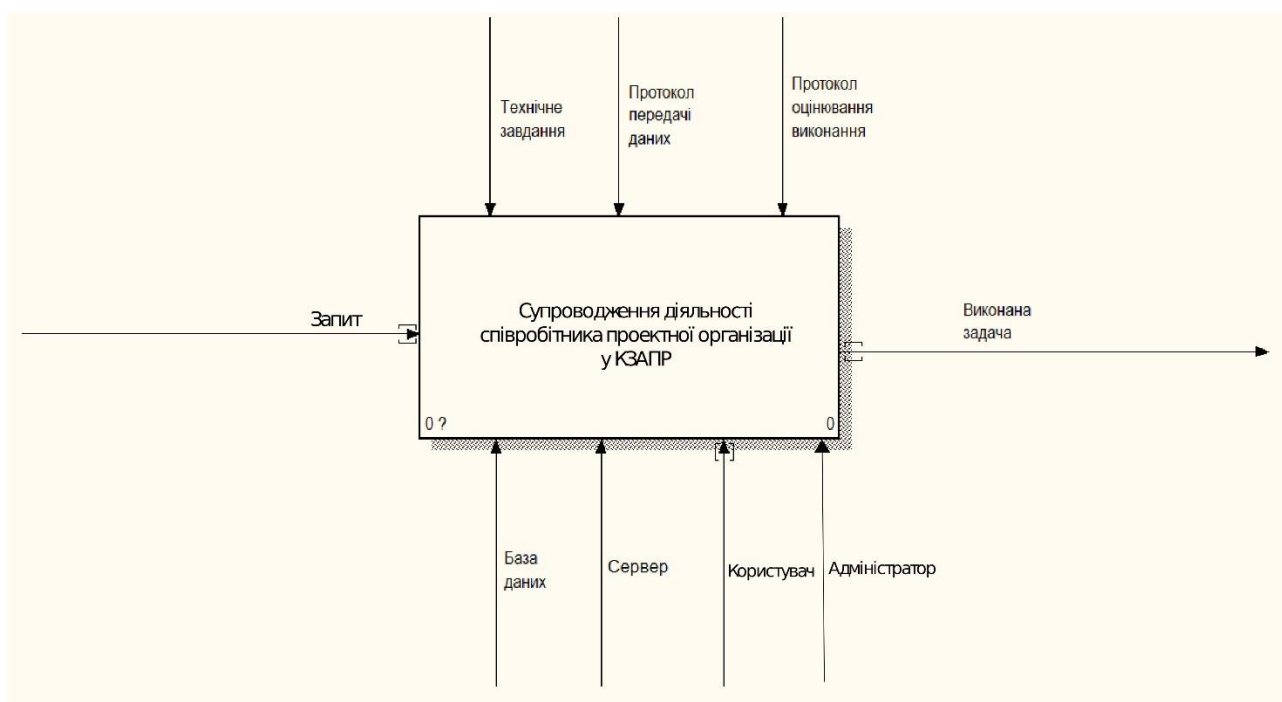 Технічне
завдання
Протокол
передачі
даних
Протокол
оцінювання
виконання
Запит
Супроводження діяльності
співробітника проектної організації
у КЗАПР
0 ?
0
Виконана
задача
База
даних
Сервер
Користувач
Адміністратор